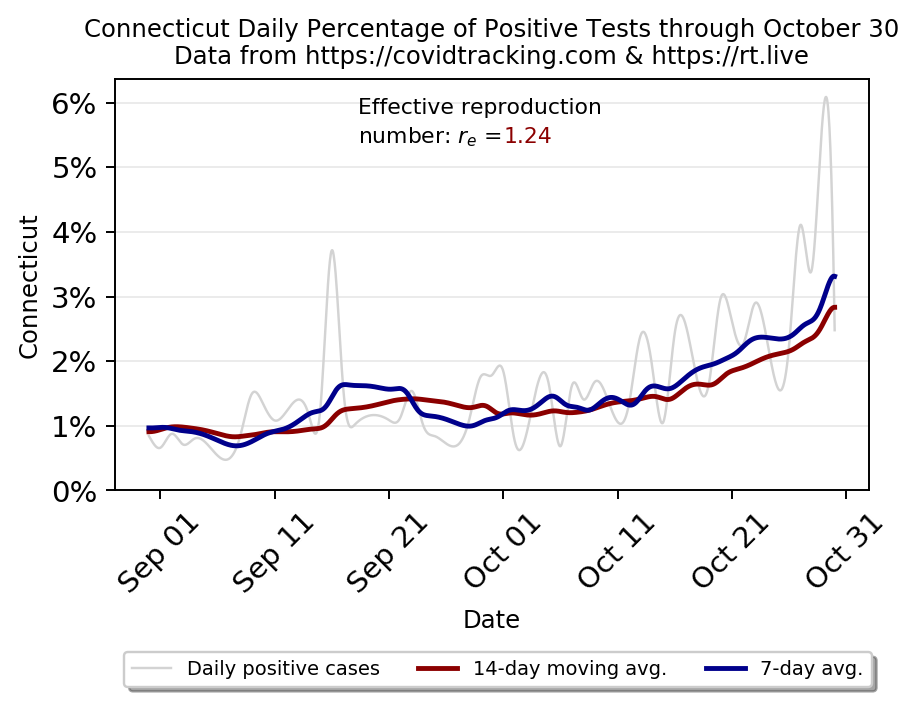 Connecticut Daily Percentage of Positive Tests through October 30
Data from https://covidtracking.com & https://rt.live
Effective reproduction
number: rₑ =1.24
6%
5%
4%
3%
2%
1%
0%
Connecticut
Sep 01
Sep 11
Sep 21
Oct 01
Oct 11
Oct 21
Oct 31
Date
Daily positive cases
14-day moving avg.
7-day avg.